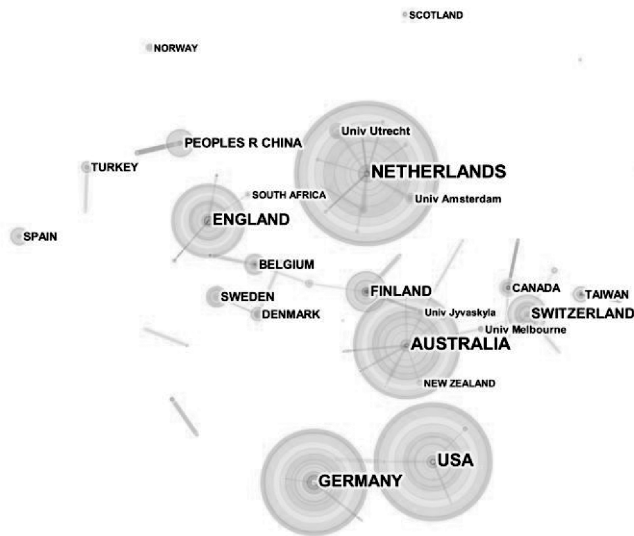 SCOTLAND
NORWAY
Univ Utrecht
PEOPLES R CHINA
TURKEY
NETHERLANDS
SOUTH AFRICA
Univ Amsterdam
ENGLAND
SPAIN
BELGIUM
FINLAND
CANADA
TAIWAN
SWEDEN
DENMARK
Univ Jyvaskyla
SWITZERLAND
Univ Melbourne
AUSTRALIA
NEW ZEALAND
USA
GERMANY